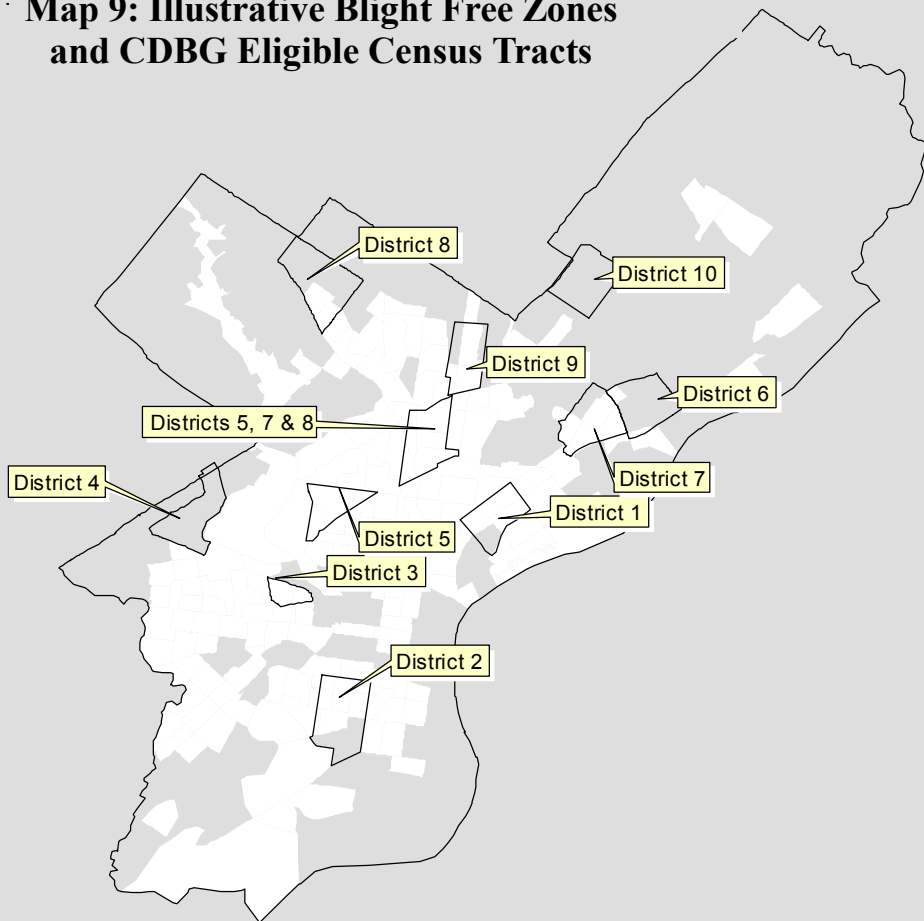 Map 9: Illustrative Blight Free Zones
and CDBG Eligible Census Tracts
District 8
District 10
District 9
District 6
Districts 5, 7 & 8
District 7
District 4
District 1
District 5
District 3
District 2